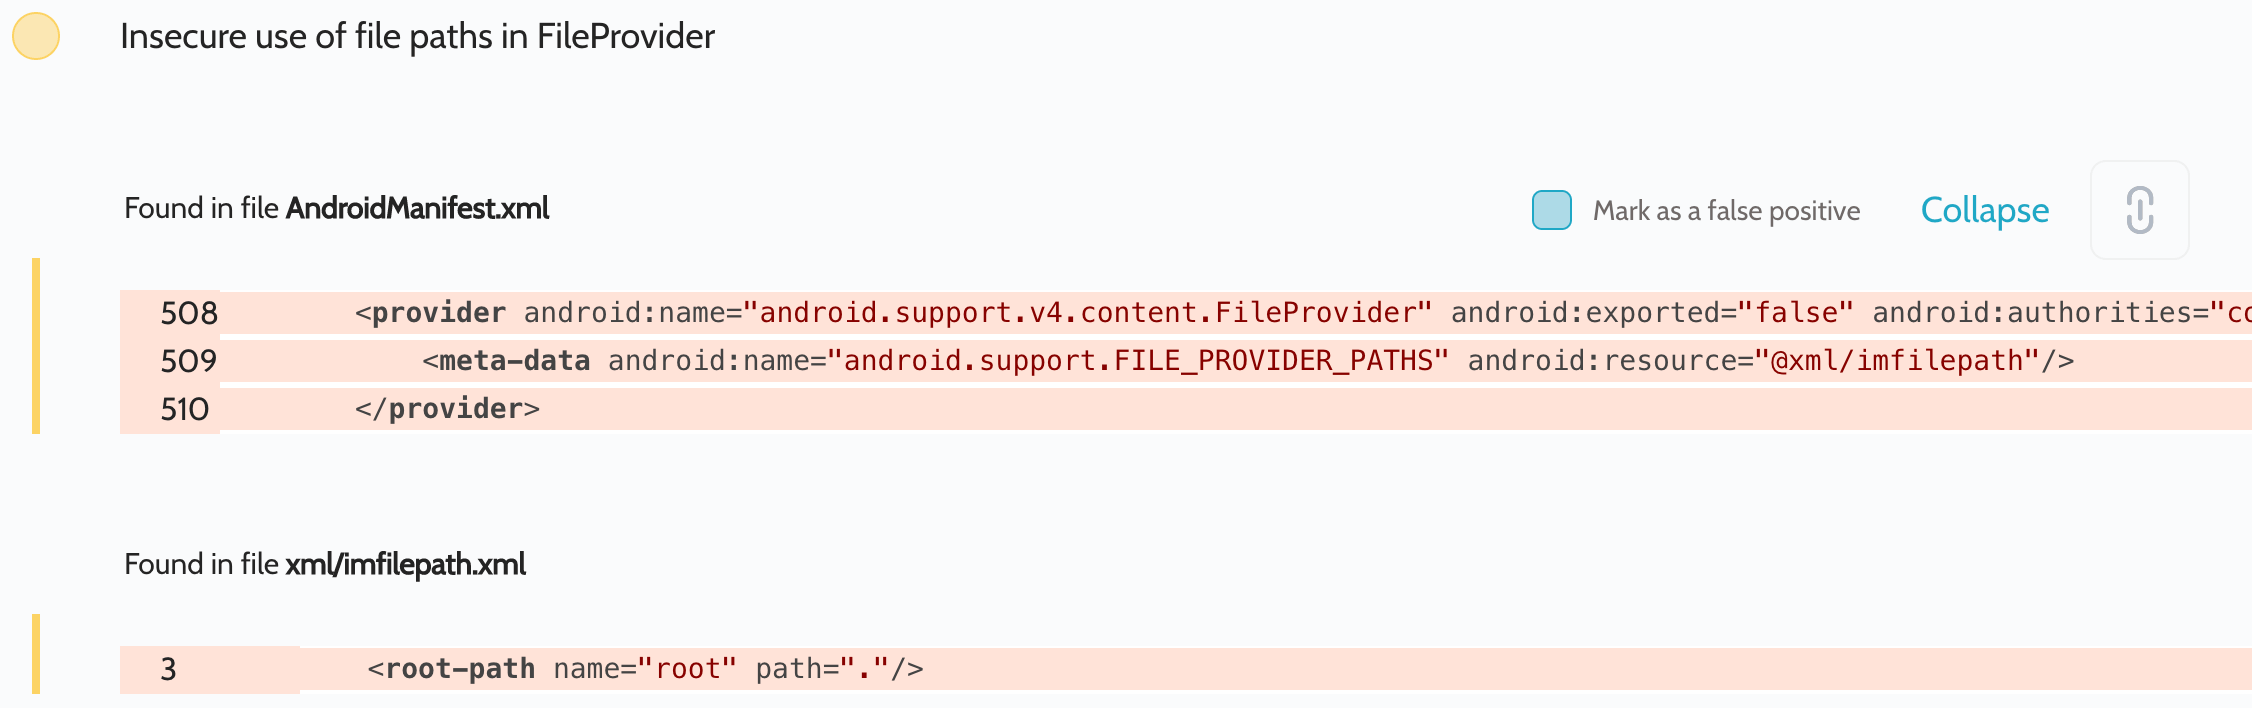 Insecure use of file paths in FileProvider
Found in file AndroidManifest.xml
Mark as a false positive
Collapse
508 <provider android:name="android.support.v4.content.FileProvider" android:exported="false" android:authorities="co
509 <meta-data android:name="android.support.FILE_PROVIDER_PATHS" android:resource="@xml/imfilepath"/>
510 </provider>
Found in file xml/imfilepath.xml
3 <root-path name="root" path="."/>